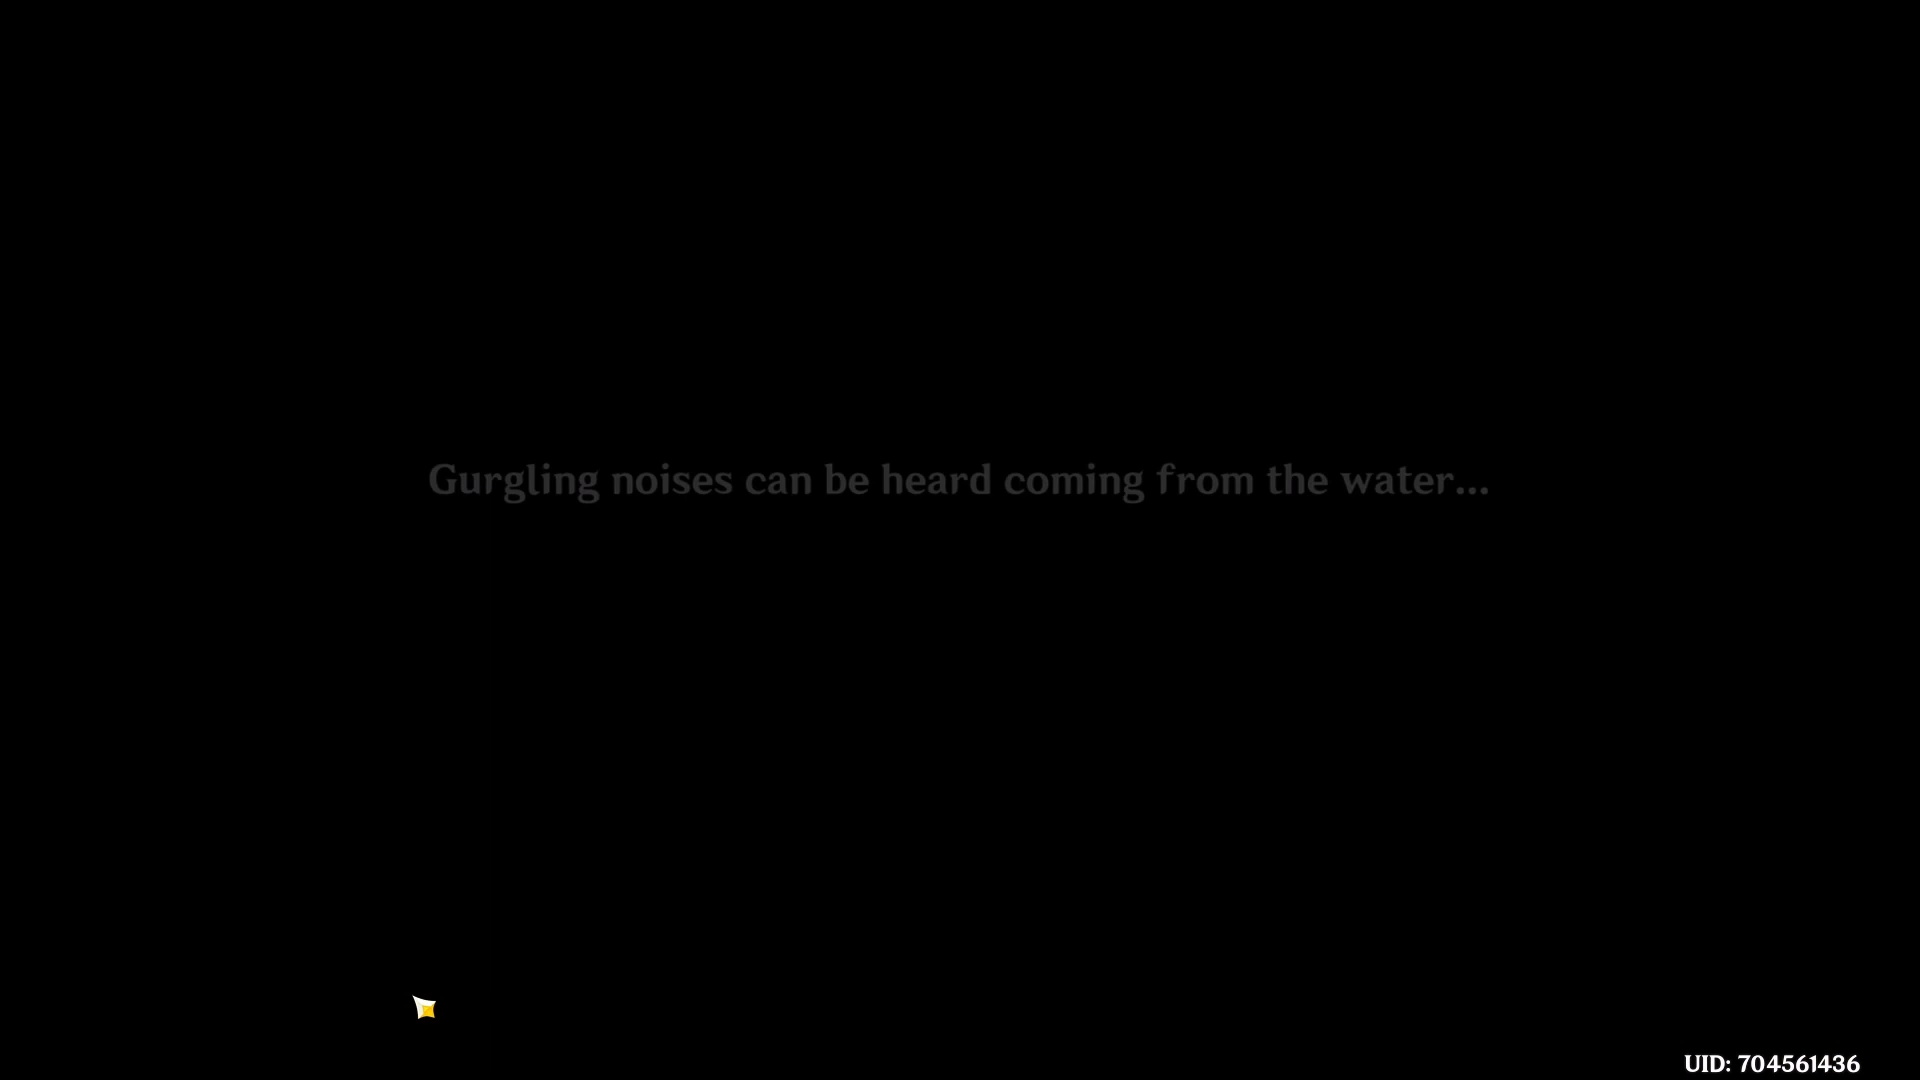 Gurgling noises can be heard coming from the water...
UID: 704561436